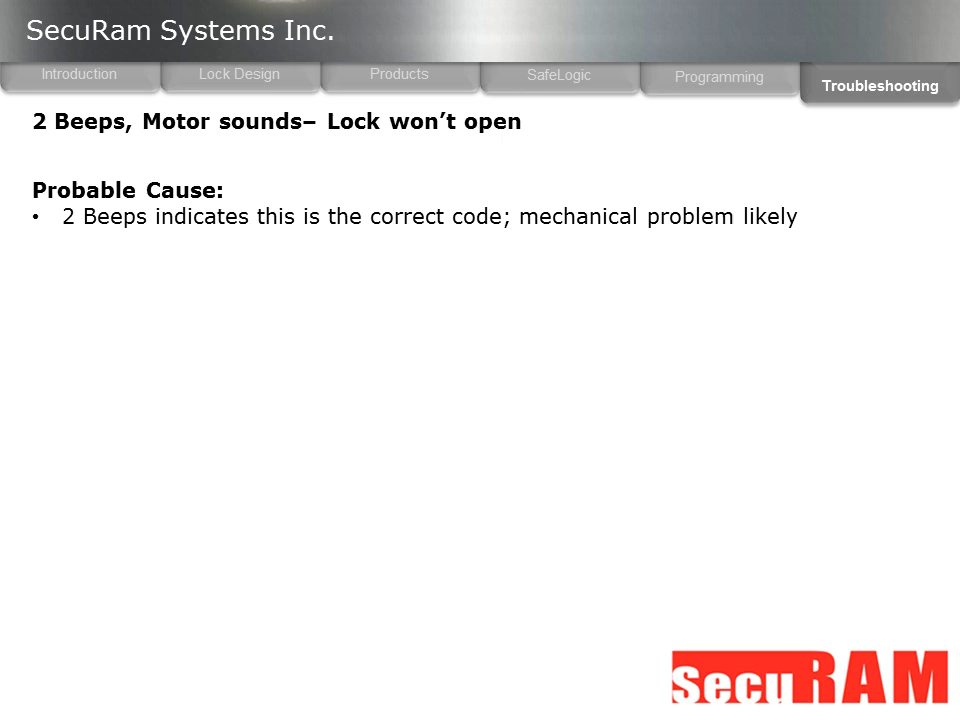 SecuRam Systems Inc.
Introduction Lock Design Products SafeLogic Programming Troubleshooting
2 Beeps, Motor sounds– Lock won’t open
Probable Cause:
• 2 Beeps indicates this is the correct code; mechanical problem likely
SecuRAM